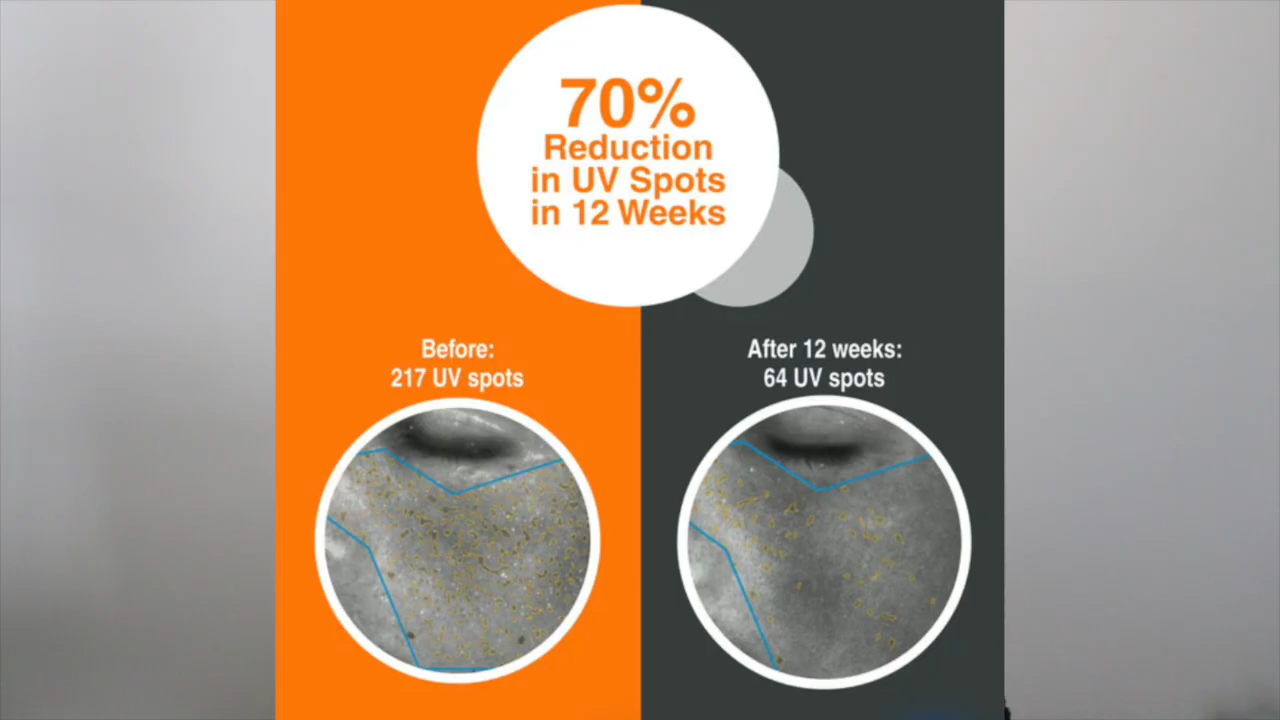 70%
Reduction
in UV Spots
in 12 Weeks
Before:
217 UV spots
After 12 weeks:
64 UV spots